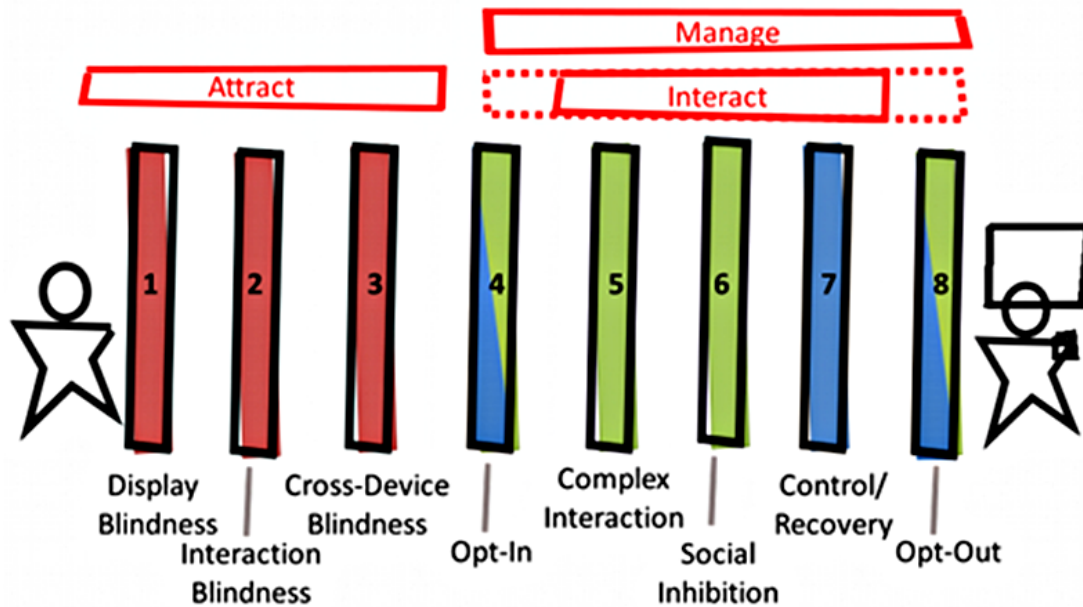 Manage
Attract
Interact
1
2
3
4
5
6
7
8
Display
Blindness
Interaction
Blindness
Cross-Device
Blindness
Opt-In
Complex
Interaction
Social
Inhibition
Control/
Recovery
Opt-Out